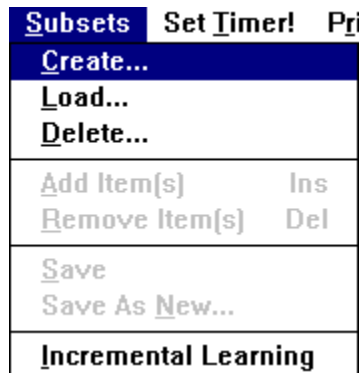 Subsets Set Timer! Pri
Create...
Load...
Delete...
Add Item(s) Ins
Remove Item(s) Del
Save
Save As New...
Incremental Learning